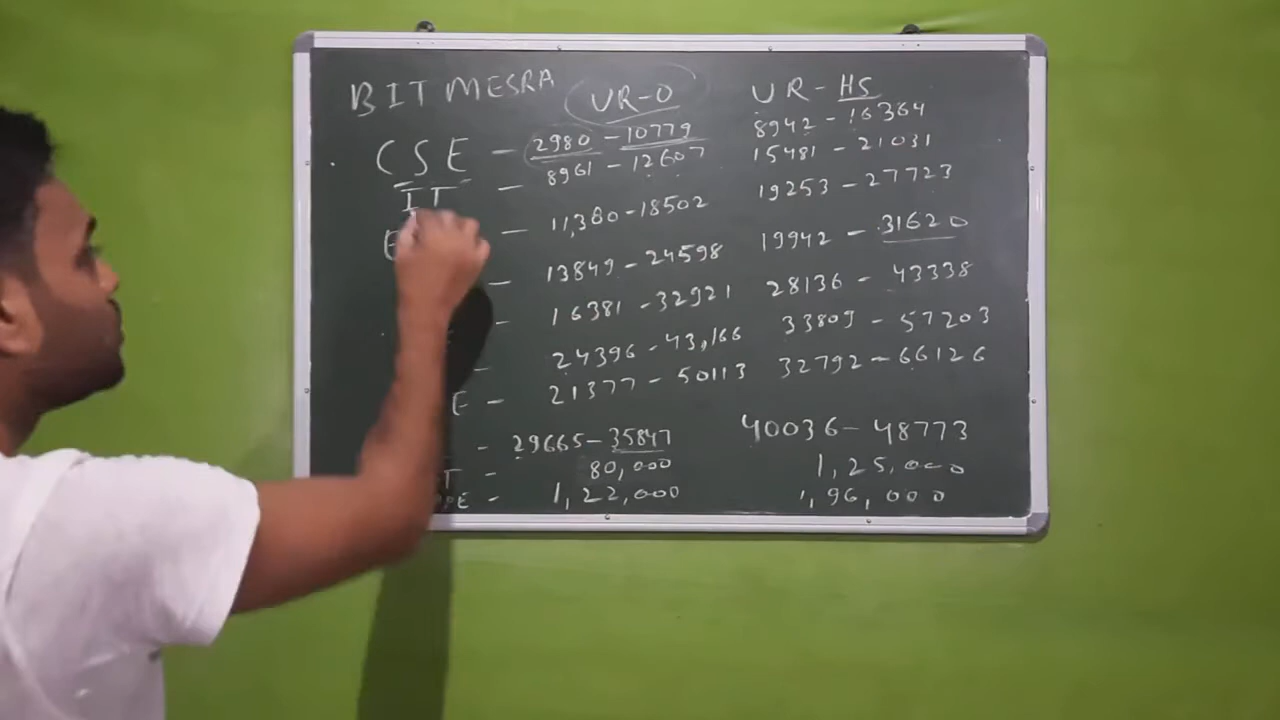 BIT MESRA UR-O UR-HS
CSE - 2980 - 10779 8942 - 16364
IT - 8961 - 12607 15481 - 21031
E - 11,380 - 18502 19253 - 27723
- 13849 - 24598 19942 - 31620
- 16381 - 32921 28136 - 43338
- 24396 - 43,166 33809 - 57203
E - 21377 - 50113 32792 - 66126
- 29665 - 35847 40036 - 48773
T - 80,000 1,25,000
E - 1,22,000 1,96,000